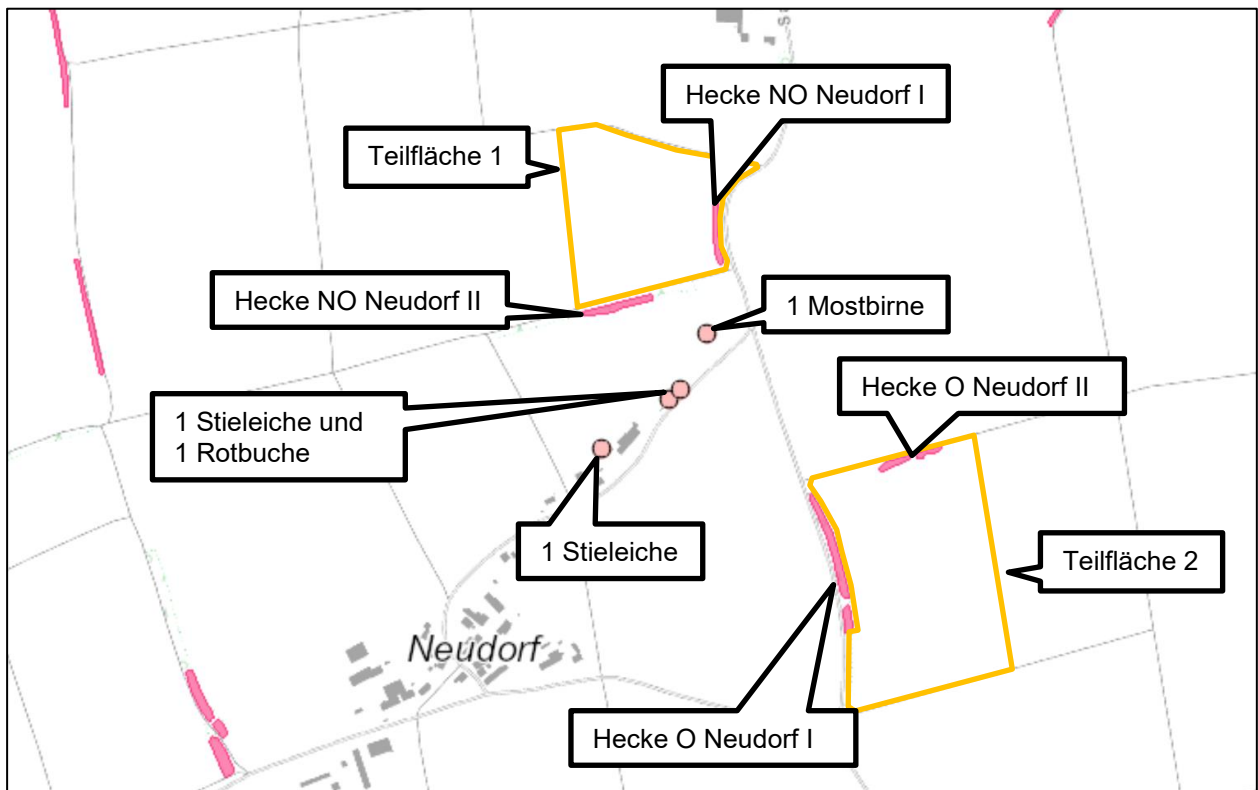 Hecke NO Neudorf I
Teilfläche 1
Hecke NO Neudorf II
1 Mostbirne
Hecke O Neudorf II
1 Stieleiche und
1 Rotbuche
1 Stieleiche
Teilfläche 2
Neudorf
Hecke O Neudorf I